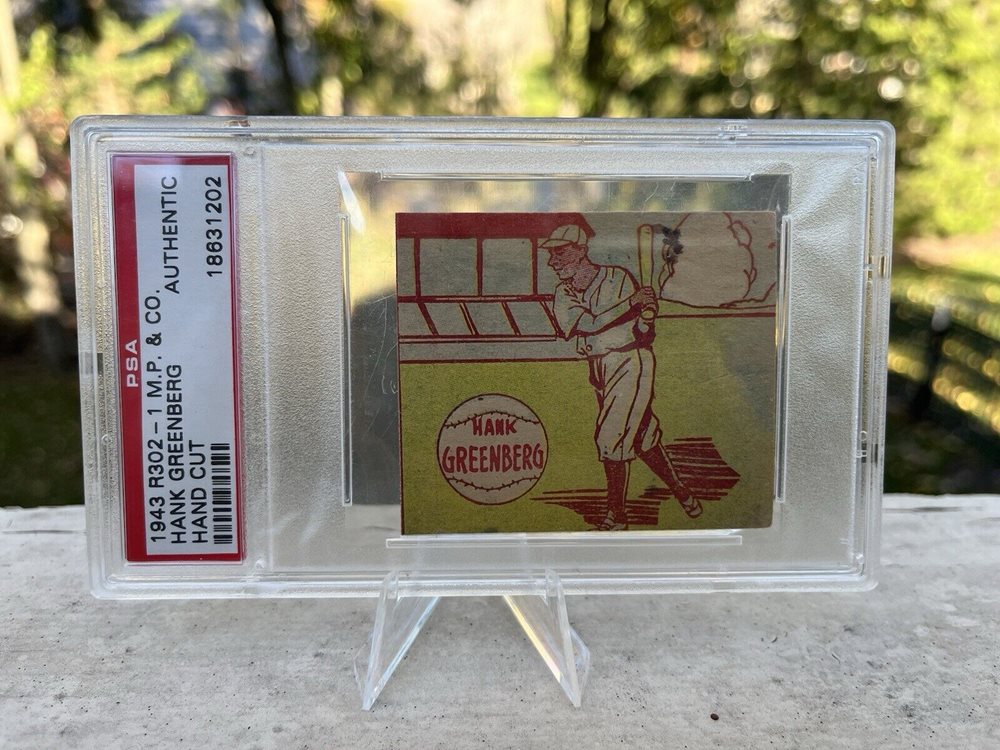 PSA
1943 R302-1 M.P. & CO.
HANK GREENBERG AUTHENTIC
HAND CUT 18631202
HANK
GREENBERG